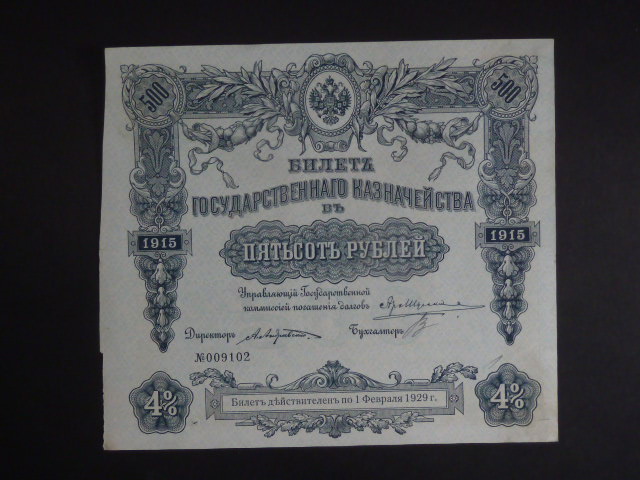 500 500
БИЛЕТЪ
ГОСУДАРСТВЕННАГО КАЗНАЧЕЙСТВА
ВЪ
1915 ПЯТЬСОТЪ РУБЛЕЙ 1915
Управляющій Государственной
коммиссіей погашенія долговъ
Директоръ Бухгалтеръ
№009102
4% Билетъ дѣйствителенъ по 1 Февраля 1929 г. 4%